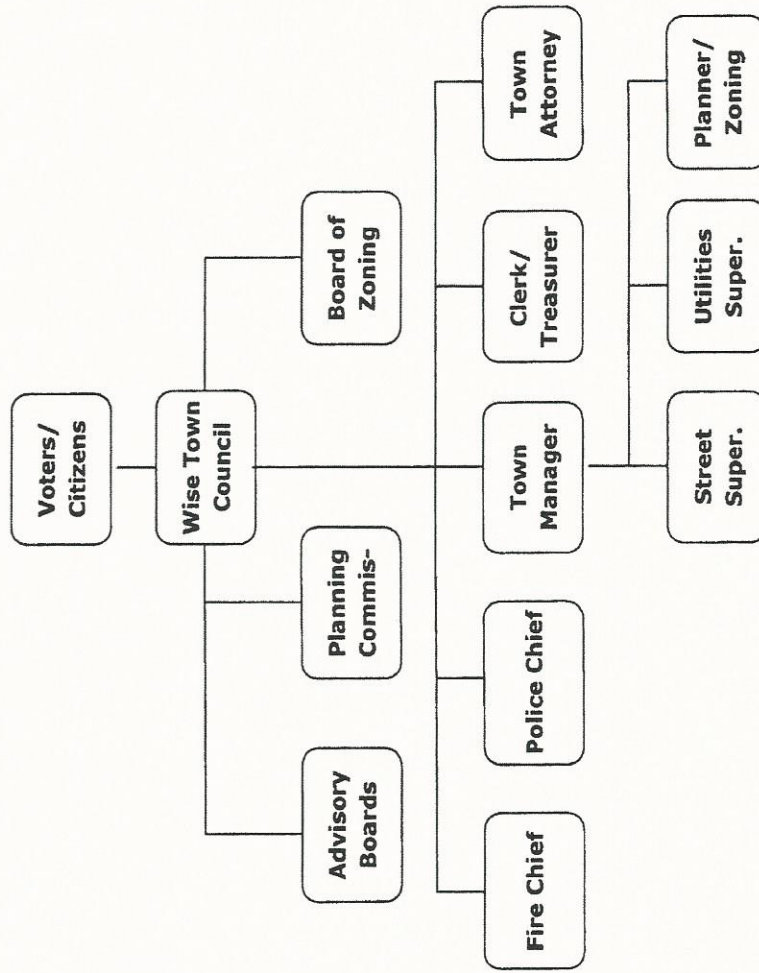 Voters/
Citizens
Wise Town
Council
Advisory
Boards
Planning
Commis-
Board of
Zoning
Fire Chief
Police Chief
Town
Manager
Clerk/
Treasurer
Town
Attorney
Street
Super.
Utilities
Super.
Planner/
Zoning